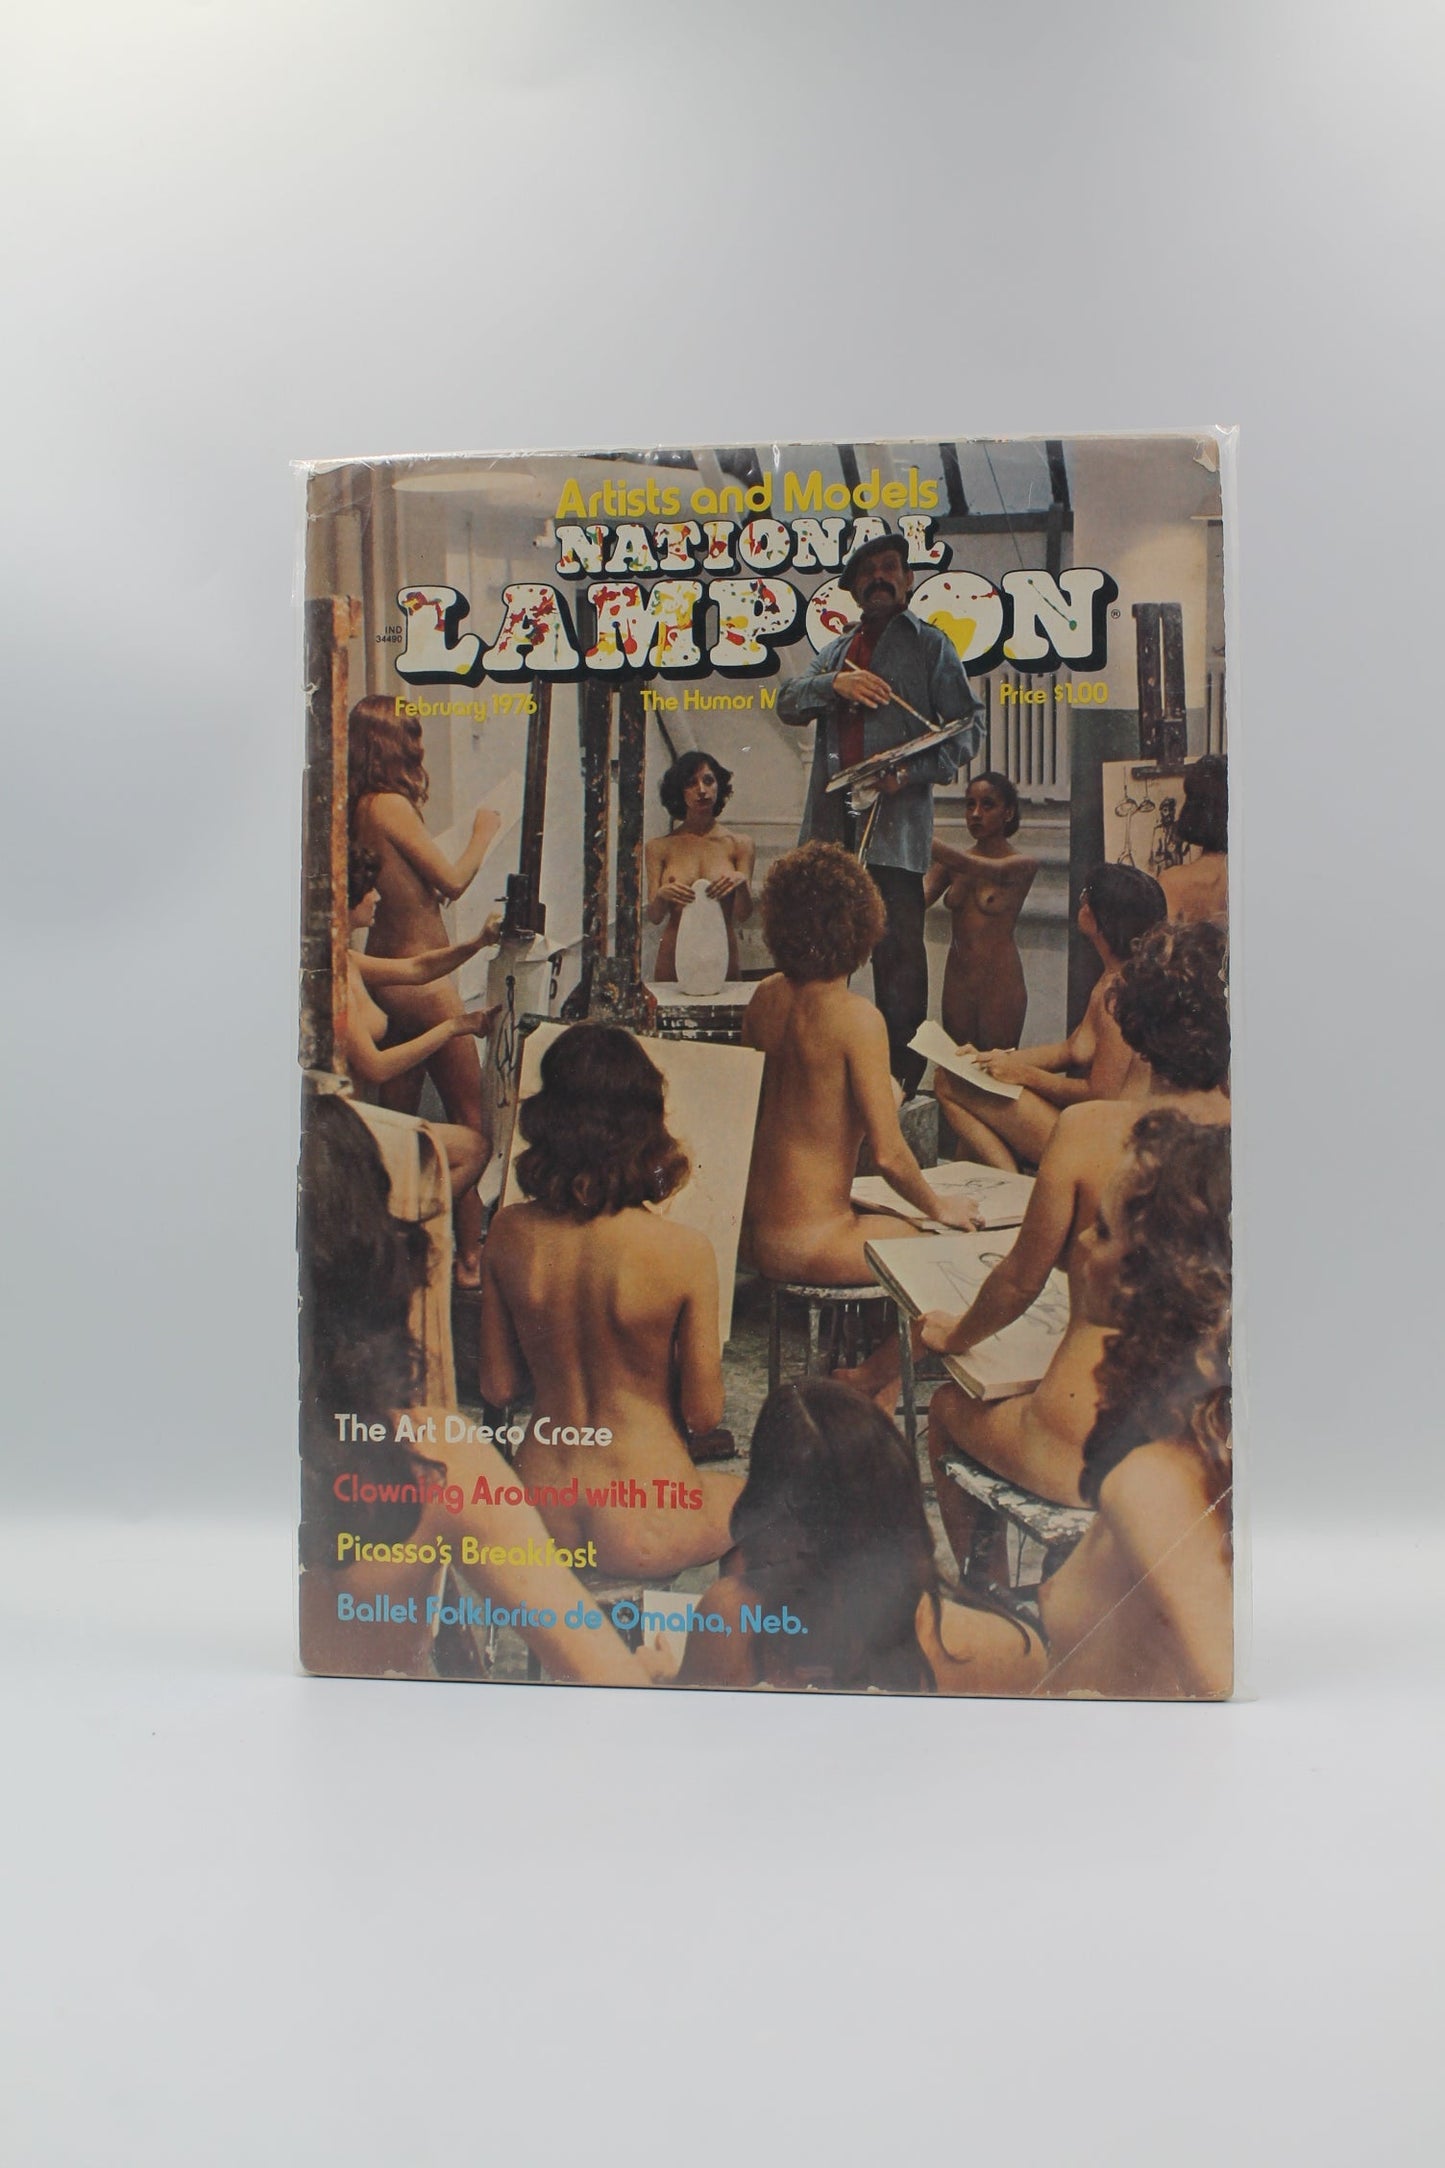 Artists and Models
NATIONAL
LAMPOON ®
IND
34490
February 1976
The Humor M
Price $1.00
The Art Dreco Craze
Clowning Around with Tits
Picasso's Breakfast
Ballet Folklorico de Omaha, Neb.